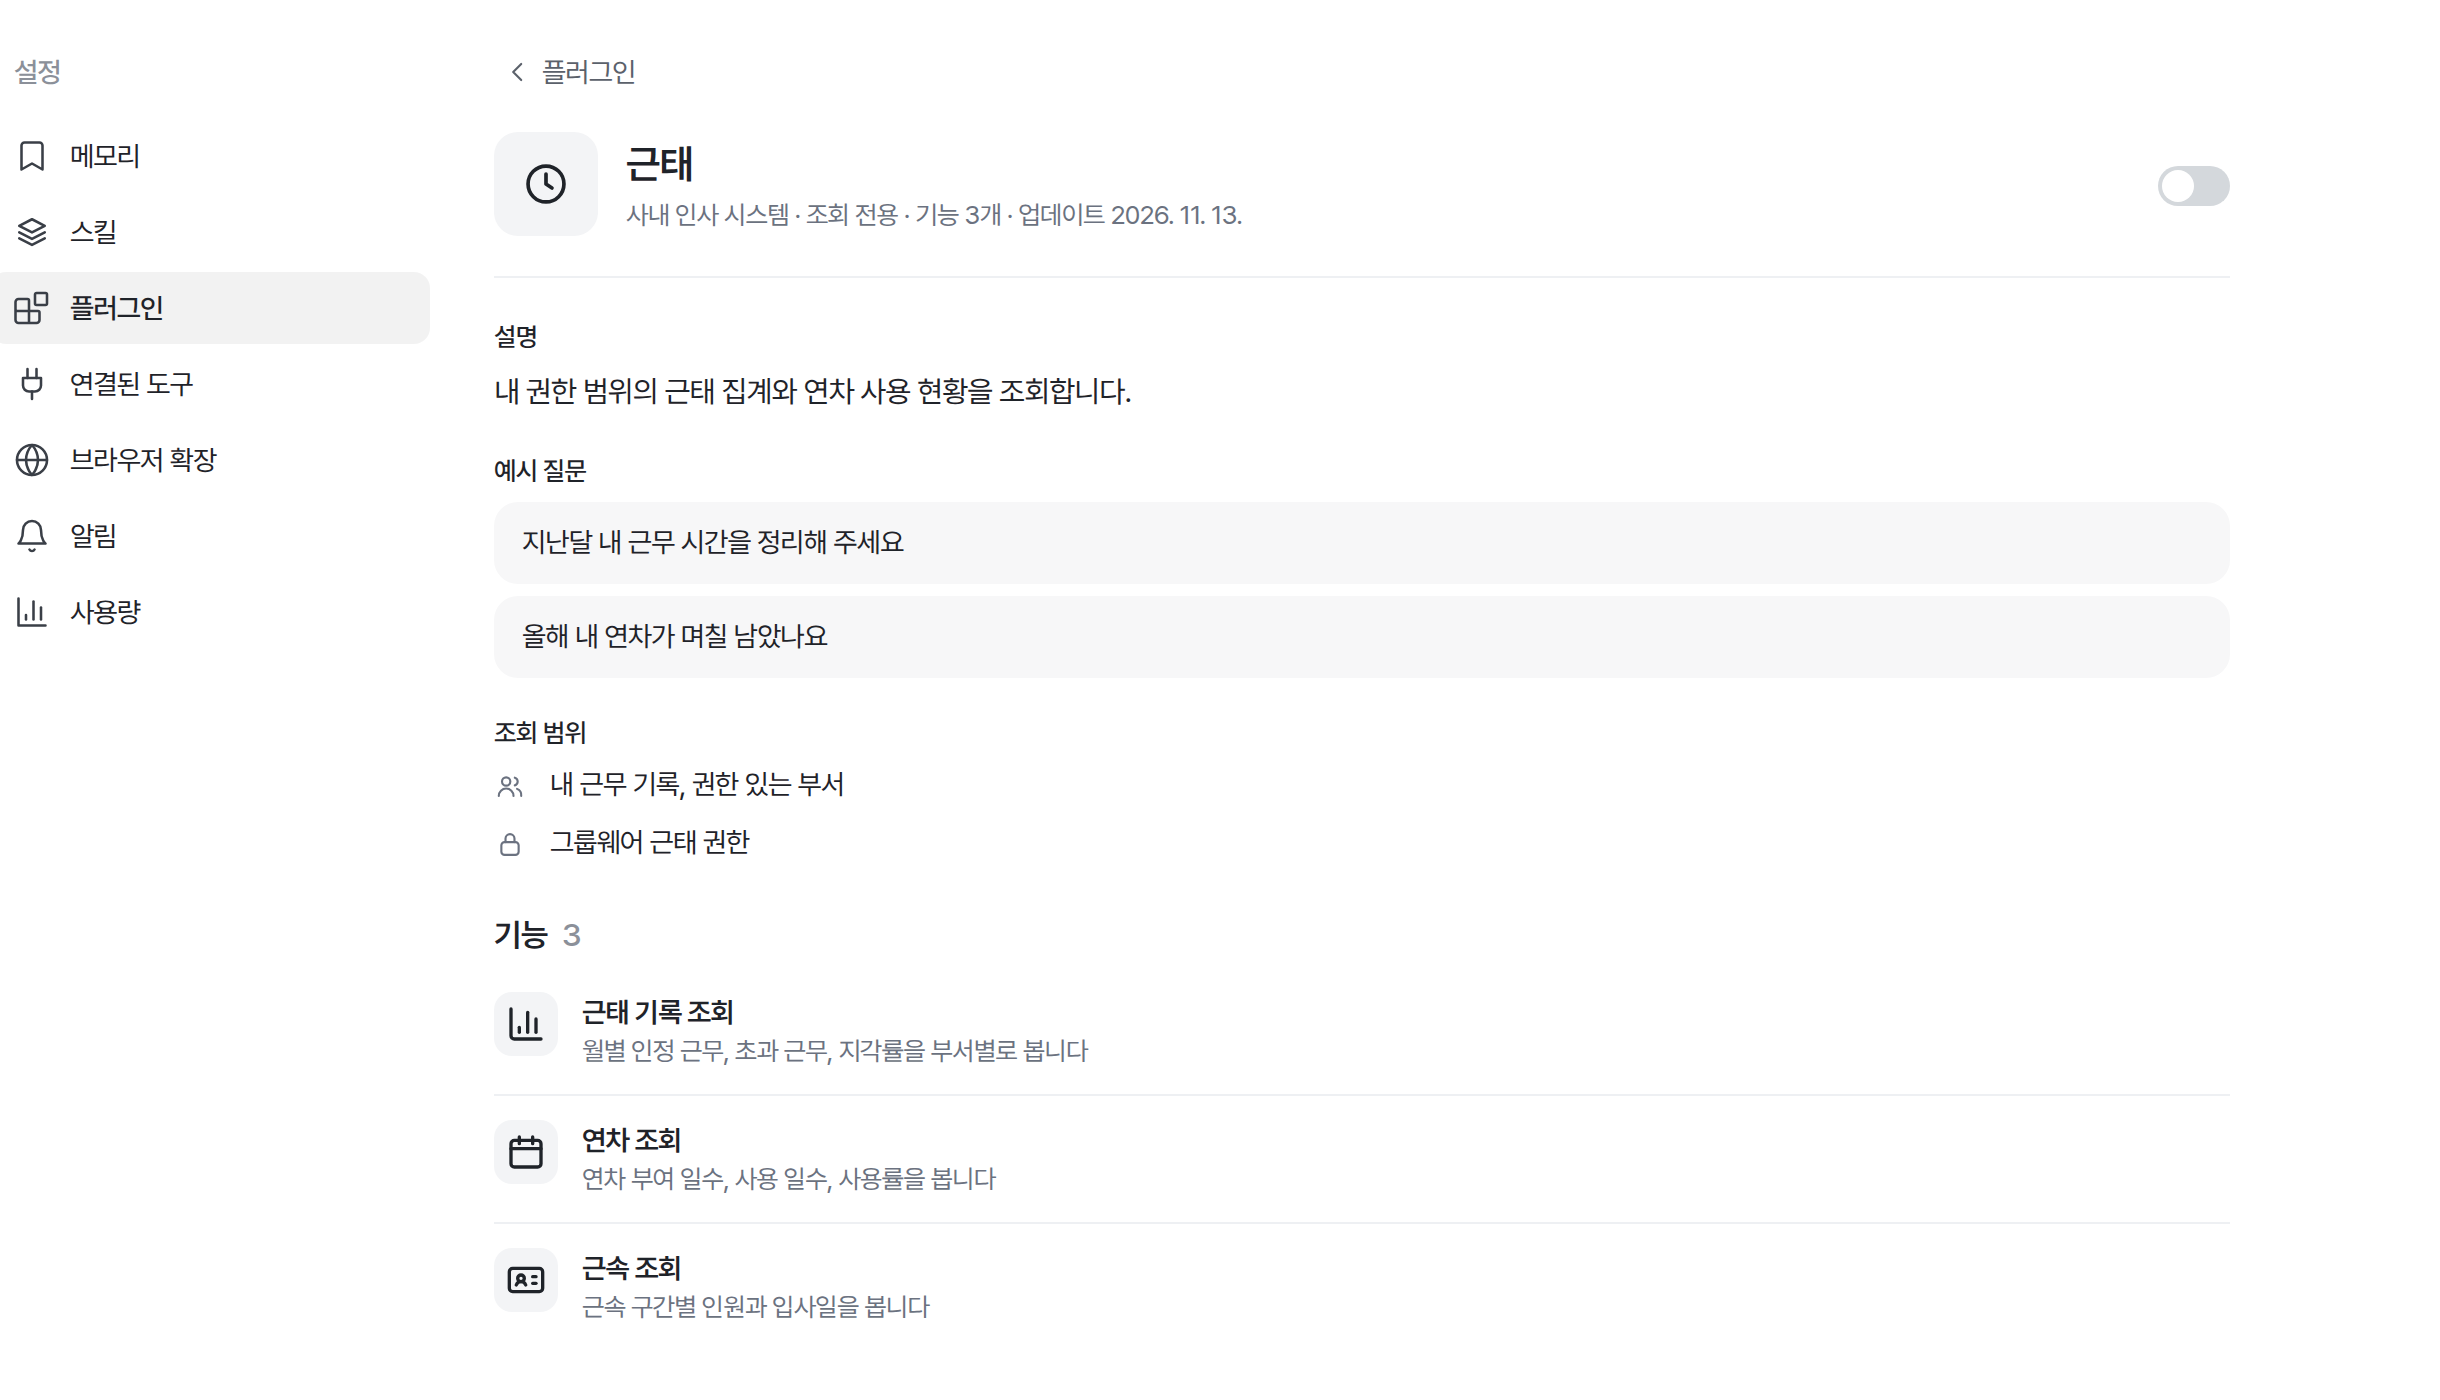 설정
메모리
스킬
플러그인
연결된 도구
브라우저 확장
알림
사용량
플러그인
근태
사내 인사 시스템 · 조회 전용 · 기능 3개 · 업데이트 2026. 11. 13.
설명
내 권한 범위의 근태 집계와 연차 사용 현황을 조회합니다.
예시 질문
지난달 내 근무 시간을 정리해 주세요
올해 내 연차가 며칠 남았나요
조회 범위
내 근무 기록, 권한 있는 부서
그룹웨어 근태 권한
기능 3
근태 기록 조회
월별 인정 근무, 초과 근무, 지각률을 부서별로 봅니다
연차 조회
연차 부여 일수, 사용 일수, 사용률을 봅니다
근속 조회
근속 구간별 인원과 입사일을 봅니다